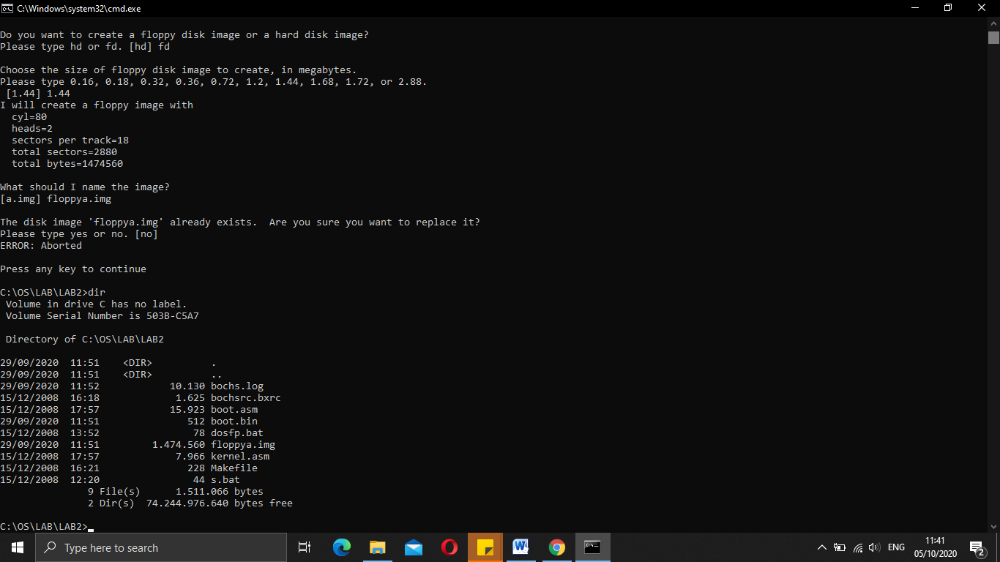 C:\Windows\system32\cmd.exe
Do you want to create a floppy disk image or a hard disk image?
Please type hd or fd. [hd] fd
Choose the size of floppy disk image to create, in megabytes.
Please type 0.16, 0.18, 0.32, 0.36, 0.72, 1.2, 1.44, 1.68, 1.72, or 2.88.
[1.44] 1.44
I will create a floppy image with
cyl=80
heads=2
sectors per track=18
total sectors=2880
total bytes=1474560
What should I name the image?
[a.img] floppya.img
The disk image 'floppya.img' already exists.  Are you sure you want to replace it?
Please type yes or no. [no]
ERROR: Aborted
Press any key to continue
C:\OS\LAB\LAB2>dir
Volume in drive C has no label.
Volume Serial Number is 503B-C5A7
Directory of C:\OS\LAB\LAB2
29/09/2020  11:51    <DIR>          .
29/09/2020  11:51    <DIR>          ..
29/09/2020  11:52            10.130 bochs.log
15/12/2008  16:18             1.625 bochsrc.bxrc
15/12/2008  17:57            15.923 boot.asm
29/09/2020  11:51               512 boot.bin
15/12/2008  13:52                78 dosfp.bat
29/09/2020  11:51         1.474.560 floppya.img
15/12/2008  17:57             7.966 kernel.asm
15/12/2008  16:21               228 Makefile
15/12/2008  12:20                44 s.bat
9 File(s)      1.511.066 bytes
2 Dir(s)  74.244.976.640 bytes free
C:\OS\LAB\LAB2>
Type here to search
ENG
11:41
05/10/2020
2